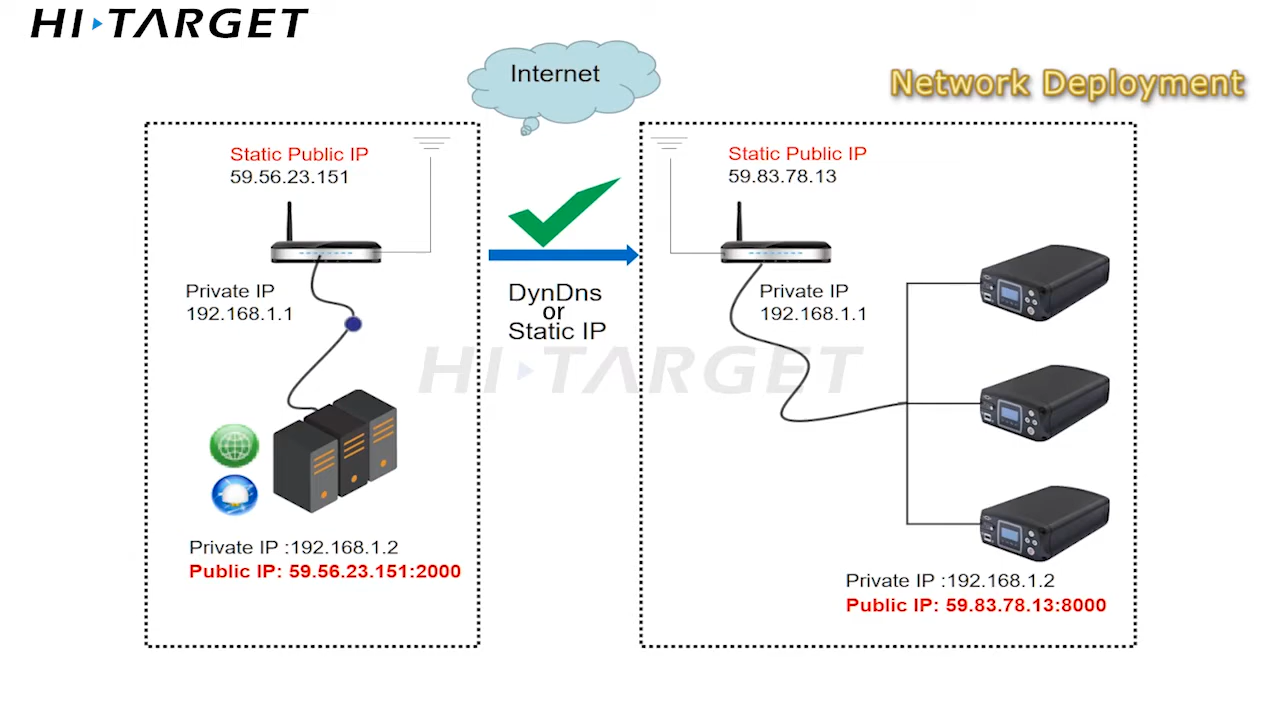 HI-TARGET
Internet
Network Deployment
Static Public IP
59.56.23.151
Private IP
192.168.1.1
Private IP :192.168.1.2
Public IP: 59.56.23.151:2000
DynDns
or
Static IP
HI-TARGET
Static Public IP
59.83.78.13
Private IP
192.168.1.1
Private IP :192.168.1.2
Public IP: 59.83.78.13:8000